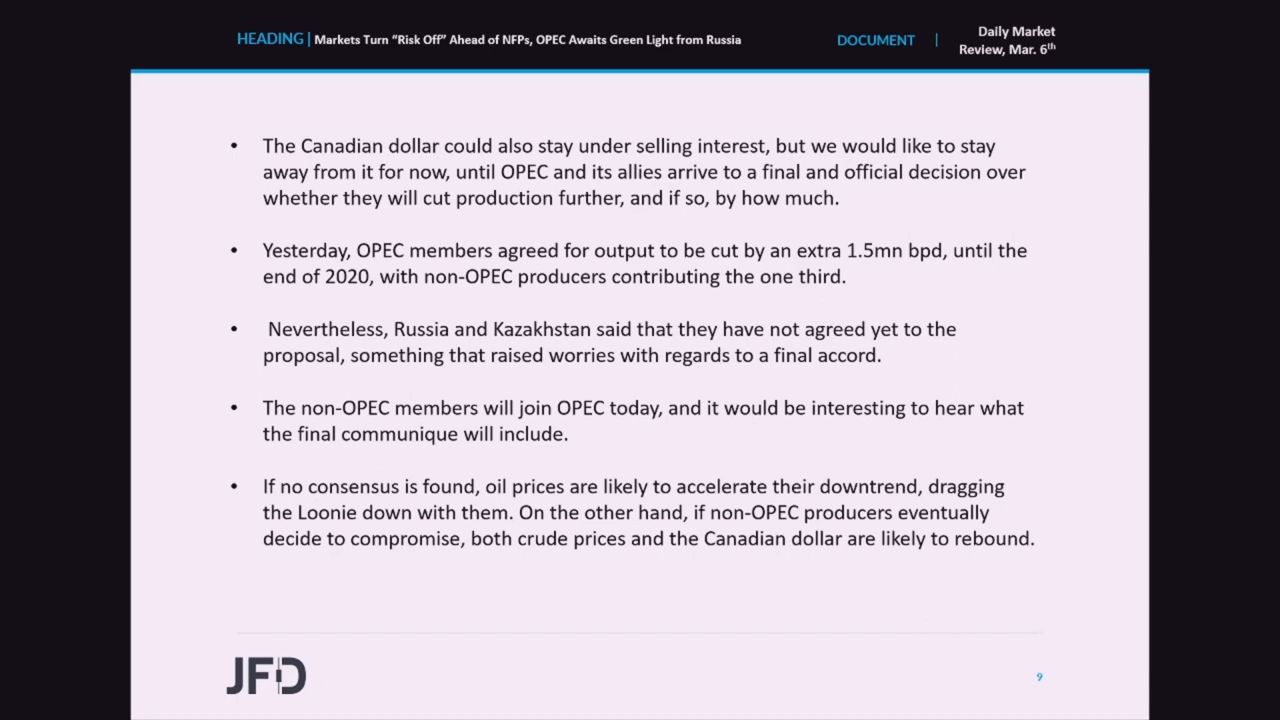 HEADING | Markets Turn “Risk Off” Ahead of NFPs, OPEC Awaits Green Light from Russia
DOCUMENT |
Daily Market
Review, Mar. 6th
• The Canadian dollar could also stay under selling interest, but we would like to stay
away from it for now, until OPEC and its allies arrive to a final and official decision over
whether they will cut production further, and if so, by how much.
• Yesterday, OPEC members agreed for output to be cut by an extra 1.5mn bpd, until the
end of 2020, with non-OPEC producers contributing the one third.
• Nevertheless, Russia and Kazakhstan said that they have not agreed yet to the
proposal, something that raised worries with regards to a final accord.
• The non-OPEC members will join OPEC today, and it would be interesting to hear what
the final communique will include.
• If no consensus is found, oil prices are likely to accelerate their downtrend, dragging
the Loonie down with them. On the other hand, if non-OPEC producers eventually
decide to compromise, both crude prices and the Canadian dollar are likely to rebound.
JFD
9